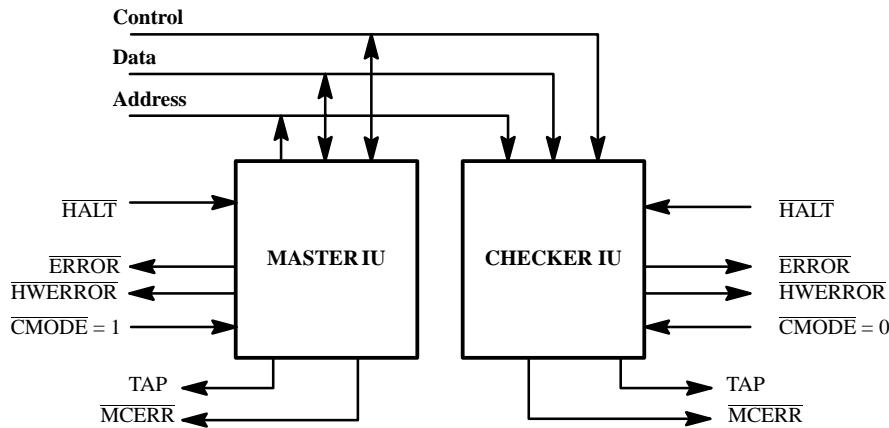 Control
Data
Address
HALT HALT
MASTER IU CHECKER IU
ERROR ERROR
HWERROR HWERROR
CMODE = 1 CMODE = 0
TAP TAP
MCERR MCERR